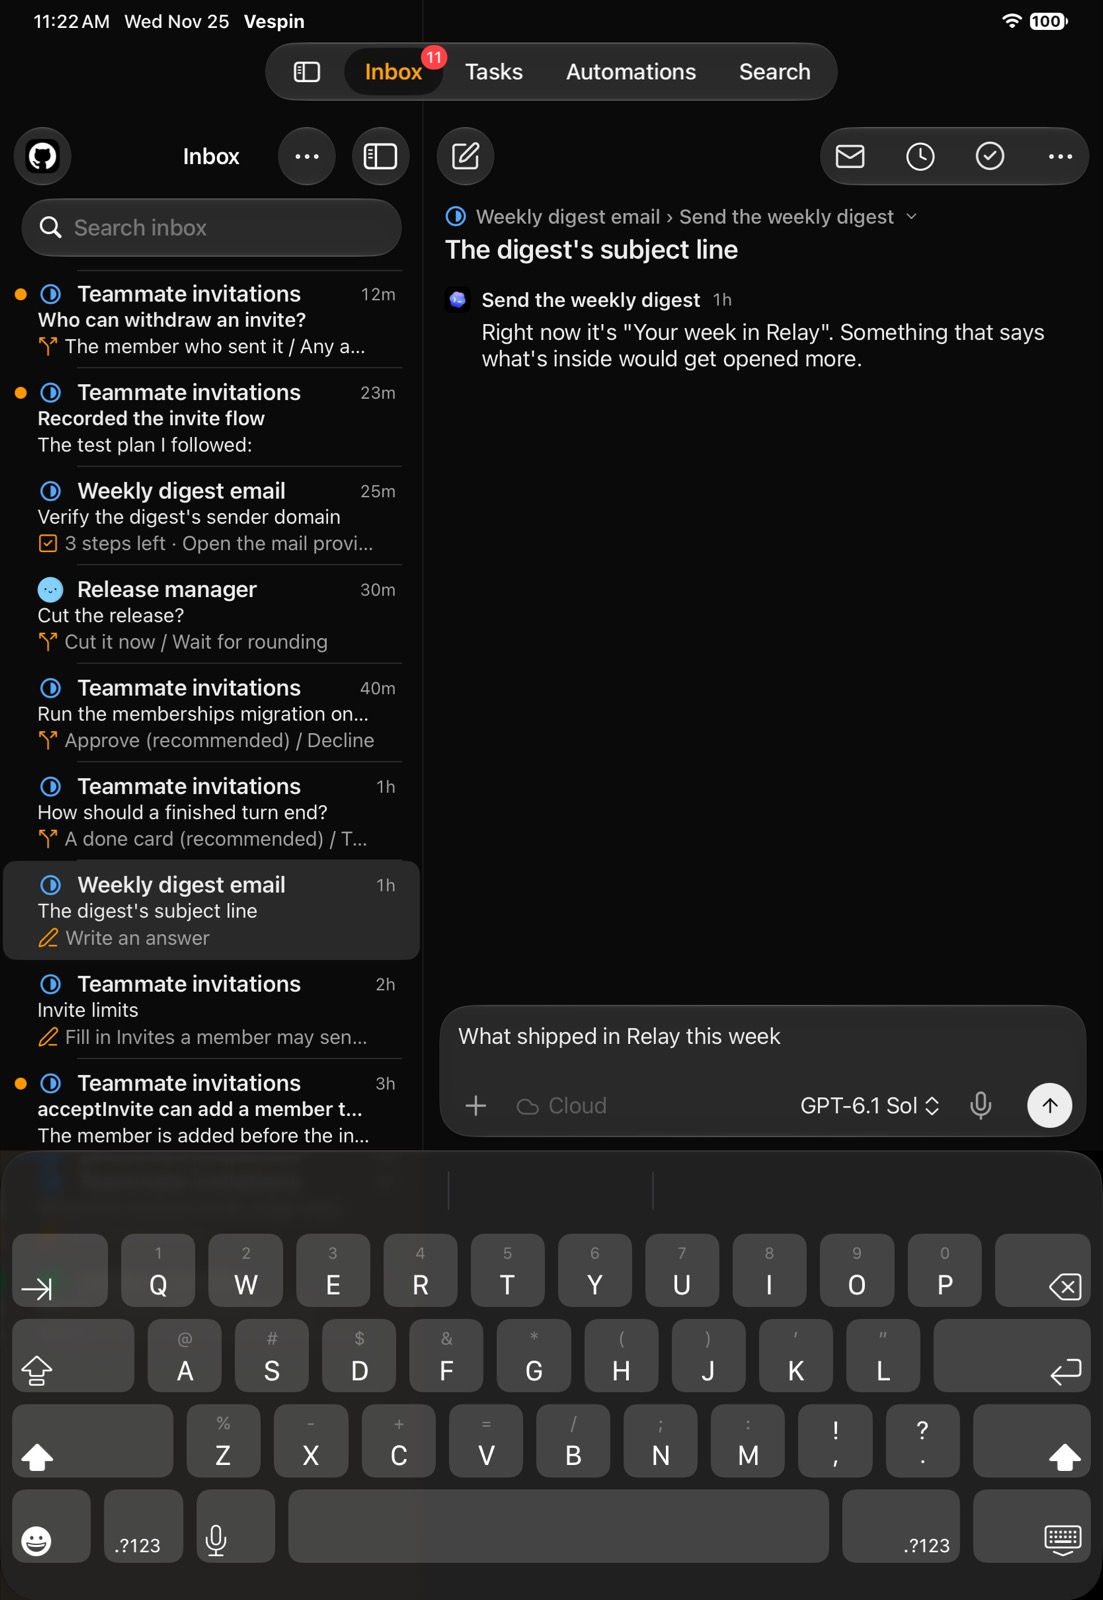 11:22 AM Wed Nov 25 Vespin
100
Inbox
11
Tasks
Automations
Search
Inbox
Search inbox
Teammate invitations 12m
Who can withdraw an invite?
The member who sent it / Any a...
Teammate invitations 23m
Recorded the invite flow
The test plan I followed:
Weekly digest email 25m
Verify the digest's sender domain
3 steps left · Open the mail provi...
Release manager 30m
Cut the release?
Cut it now / Wait for rounding
Teammate invitations 40m
Run the memberships migration on...
Approve (recommended) / Decline
Teammate invitations 1h
How should a finished turn end?
A done card (recommended) / T...
Weekly digest email 1h
The digest's subject line
Write an answer
Teammate invitations 2h
Invite limits
Fill in Invites a member may sen...
Teammate invitations 3h
acceptInvite can add a member t...
The member is added before the in...
Weekly digest email › Send the weekly digest
The digest's subject line
Send the weekly digest 1h
Right now it's "Your week in Relay". Something that says
what's inside would get opened more.
What shipped in Relay this week
Cloud
GPT-6.1 Sol
1 2 3 4 5 6 7 8 9 0
Q W E R T Y U I O P
@ # $ & * ( ) ' "
A S D F G H J K L
% - + = / ; : ! ?
Z X C V B N M , .
.?123 .?123